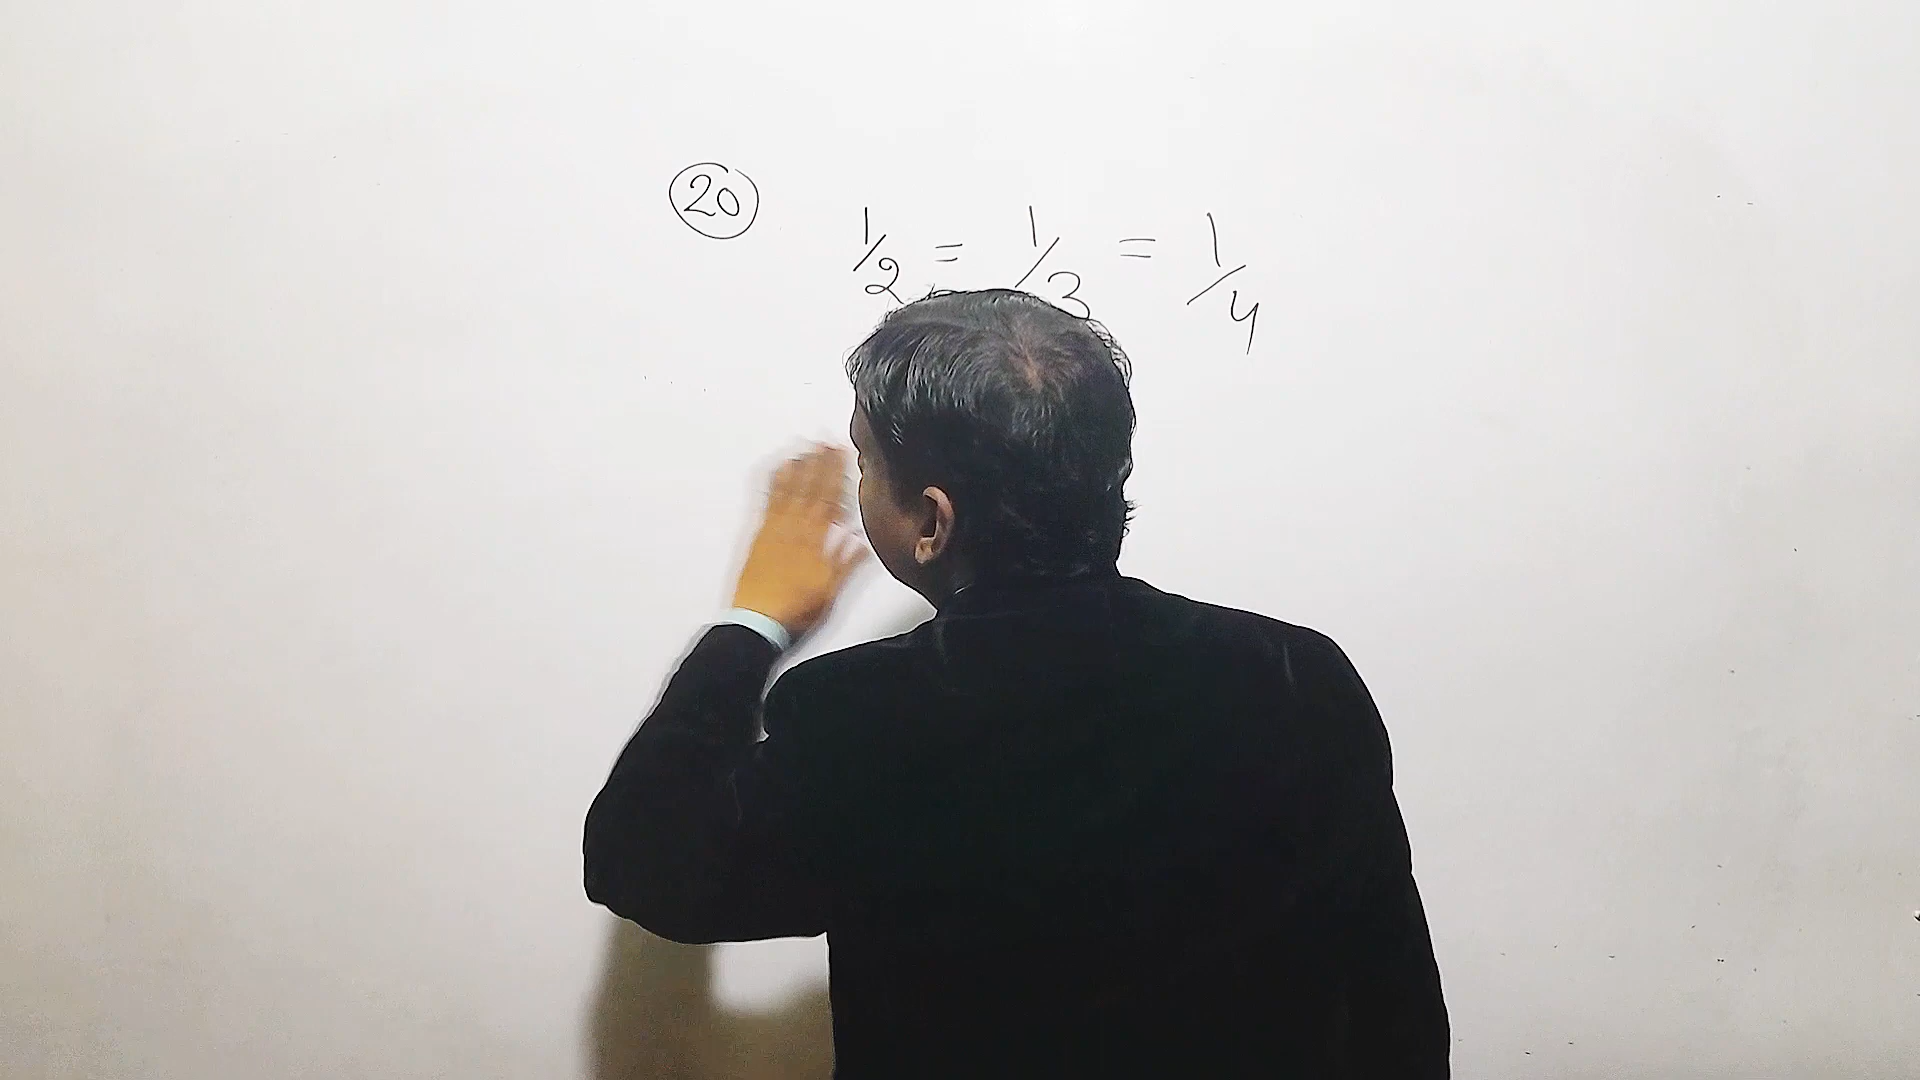 20 1/2 = 1/3 = 1/4